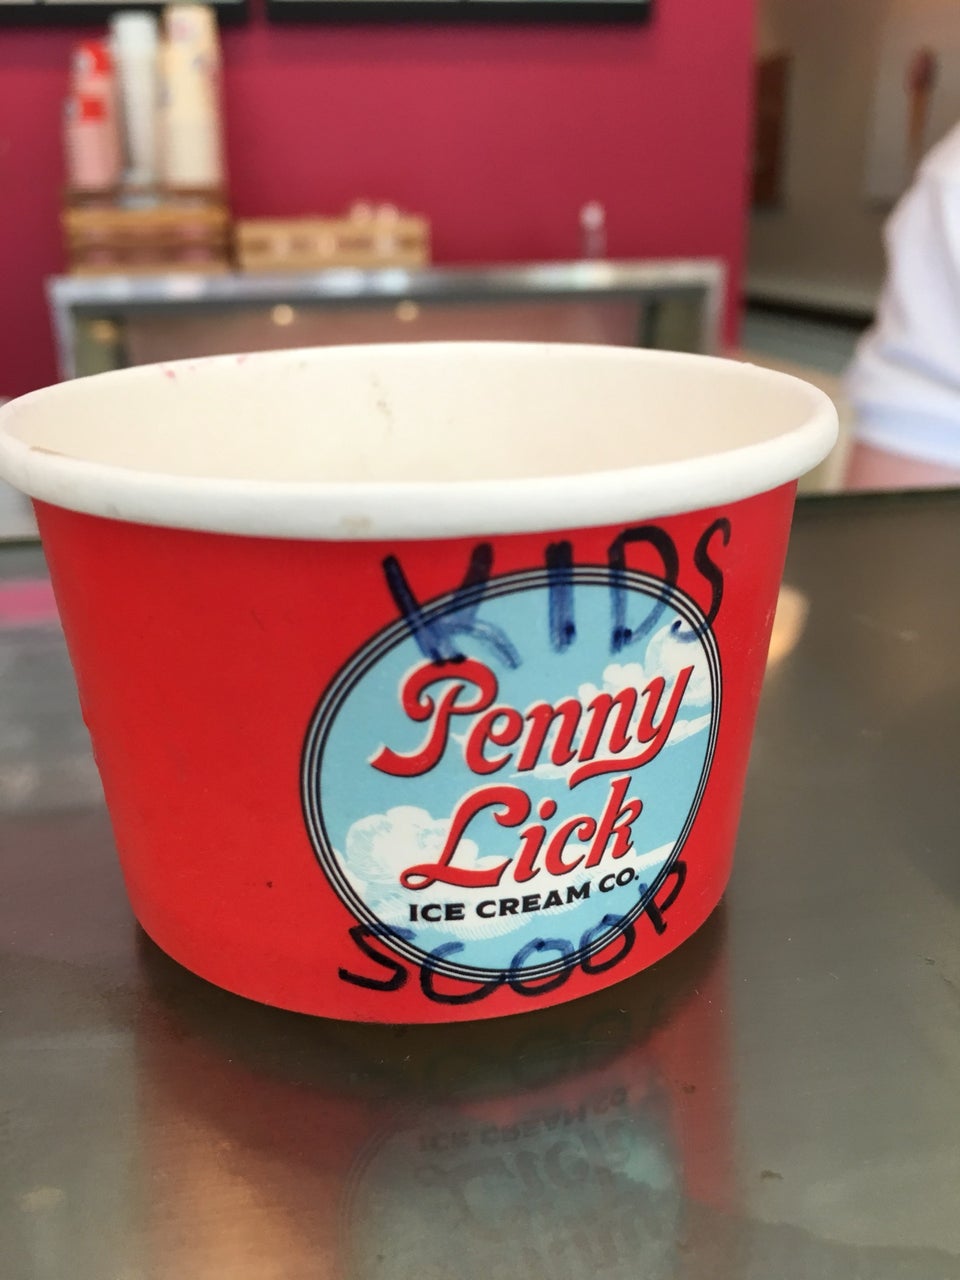 KIDS
Penny
Lick
ICE CREAM CO.
SCOOP